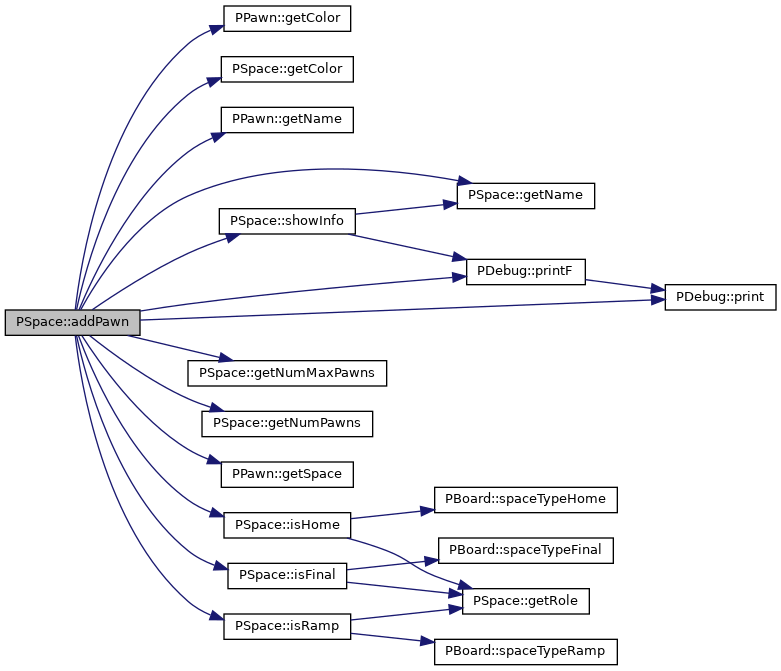 PPawn::getColor
PSpace::getColor
PPawn::getName
PSpace::getName
PSpace::showInfo
PDebug::printF
PDebug::print
PSpace::addPawn
PSpace::getNumMaxPawns
PSpace::getNumPawns
PPawn::getSpace
PBoard::spaceTypeHome
PSpace::isHome
PBoard::spaceTypeFinal
PSpace::isFinal
PSpace::getRole
PSpace::isRamp
PBoard::spaceTypeRamp